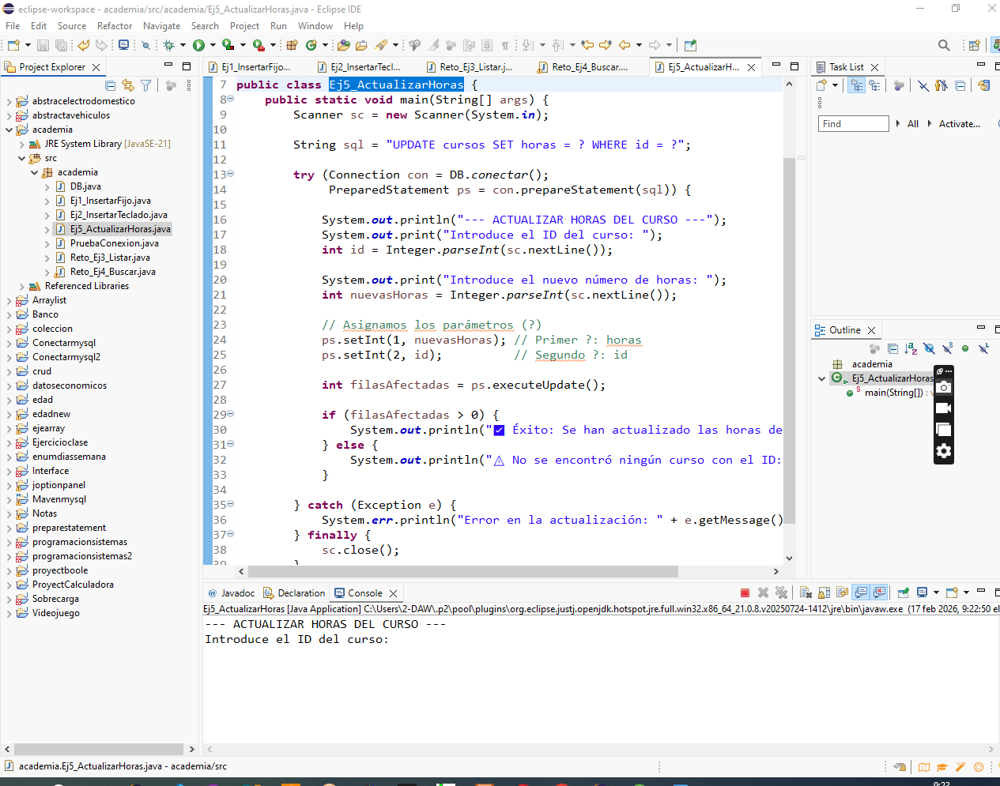 eclipse-workspace - academia/src/academia/Ej5_ActualizarHoras.java - Eclipse IDE
File Edit Source Refactor Navigate Search Project Run Window Help
Project Explorer
abstracelectrodomestico
abstractavehiculos
academia
JRE System Library [JavaSE-21]
src
academia
DB.java
Ej1_InsertarFijo.java
Ej2_InsertarTeclado.java
Ej5_ActualizarHoras.java
PruebaConexion.java
Reto_Ej3_Listar.java
Reto_Ej4_Buscar.java
Referenced Libraries
Arraylist
Banco
coleccion
Conectarmysql
Conectarmysql2
crud
datoseconomicos
edad
edadnew
ejearray
Ejercicioclase
enumdiassemana
Interface
joptionpanel
Mavenmysql
Notas
preparestatement
programacionsistemas
programacionsistemas2
proyectboole
ProyectCalculadora
Sobrecarga
Videojuego
Ej1_InsertarFijo... Ej2_InsertarTecl... Reto_Ej3_Listar.j... Reto_Ej4_Buscar.... Ej5_ActualizarH...
7 public class Ej5_ActualizarHoras {
8 public static void main(String[] args) {
9 Scanner sc = new Scanner(System.in);
10
11 String sql = "UPDATE cursos SET horas = ? WHERE id = ?";
12
13 try (Connection con = DB.conectar();
14 PreparedStatement ps = con.prepareStatement(sql)) {
15
16 System.out.println("--- ACTUALIZAR HORAS DEL CURSO ---");
17 System.out.print("Introduce el ID del curso: ");
18 int id = Integer.parseInt(sc.nextLine());
19
20 System.out.print("Introduce el nuevo número de horas: ");
21 int nuevasHoras = Integer.parseInt(sc.nextLine());
22
23 // Asignamos los parámetros (?)
24 ps.setInt(1, nuevasHoras); // Primer ?: horas
25 ps.setInt(2, id); // Segundo ?: id
26
27 int filasAfectadas = ps.executeUpdate();
28
29 if (filasAfectadas > 0) {
30 System.out.println("☑ Éxito: Se han actualizado las horas de
31 } else {
32 System.out.println("⚠ No se encontró ningún curso con el ID:
33 }
34
35 } catch (Exception e) {
36 System.err.println("Error en la actualización: " + e.getMessage()
37 } finally {
38 sc.close();
39 }
Task List
Find All Activate...
Outline
academia
Ej5_ActualizarHoras
main(String[]) :
Javadoc Declaration Console
Ej5_ActualizarHoras [Java Application] C:\Users\2-DAW\.p2\pool\plugins\org.eclipse.justj.openjdk.hotspot.jre.full.win32.x86_64_21.0.8.v20250724-1412\jre\bin\javaw.exe (17 feb 2026, 9:22:50 el
--- ACTUALIZAR HORAS DEL CURSO ---
Introduce el ID del curso:
academia.Ej5_ActualizarHoras.java - academia/src